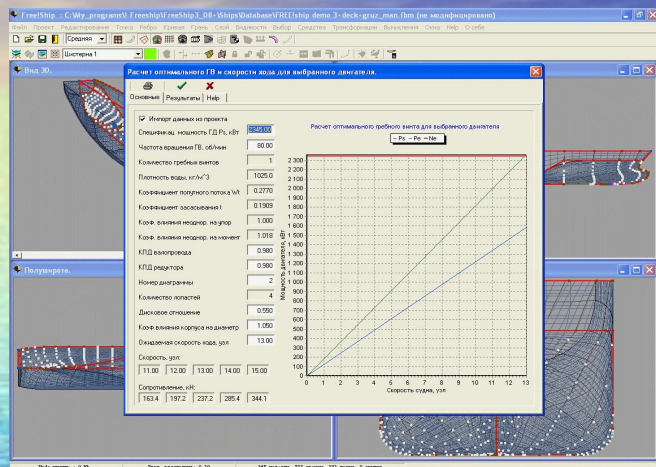 Free!Ship : C:\My_programs\! Freeship\FreeShip3_08-\Ships\Database\FREE!ship demo 3-deck-gruz_man.fbm (не модифицировано)
Файл Проект Редактирование Точка Ребро Кривая Грань Слой Видимости Выбор Средства Трансформации Вычисления Окна Help О себе
Средняя
Цистерна 1
Вид 3D.
Расчет оптимального ГВ и скорости хода для выбранного двигателя.
Основные Результаты Help
Импорт данных из проекта
Спецификац. мощность ГД Ps, кВт 2345.00
Частота вращения ГВ, об/мин 80.00
Количество гребных винтов 1
Плотность воды, кг/м^3 1025.0
Коэффициент попутного потока Wt 0.2770
Коэффициент засасывания t 0.1909
Коэф. влияния неоднор. на упор 1.000
Коэф. влияния неоднор. на момент 1.018
КПД валопровода 0.980
КПД редуктора 0.980
Номер диаграммы 2
Количество лопастей 4
Дисковое отношение 0.550
Коэф.влияния корпуса на диаметр 1.050
Ожидаемая скорость хода, узл 13.00
Скорость, узл:
11.00 12.00 13.00 14.00 15.00
Сопротивление, кН:
163.4 197.2 237.2 285.4 344.1
Расчет оптимального гребного винта для выбранного двигателя
Ps Pe Ne
Мощность двигателя, кВт
2 300
2 200
2 100
2 000
1 900
1 800
1 700
1 600
1 500
1 400
1 300
1 200
1 100
1 000
900
800
700
600
500
400
300
200
100
0
0 1 2 3 4 5 6 7 8 9 10 11 12 13
Скорость судна, узл
Полуширота.